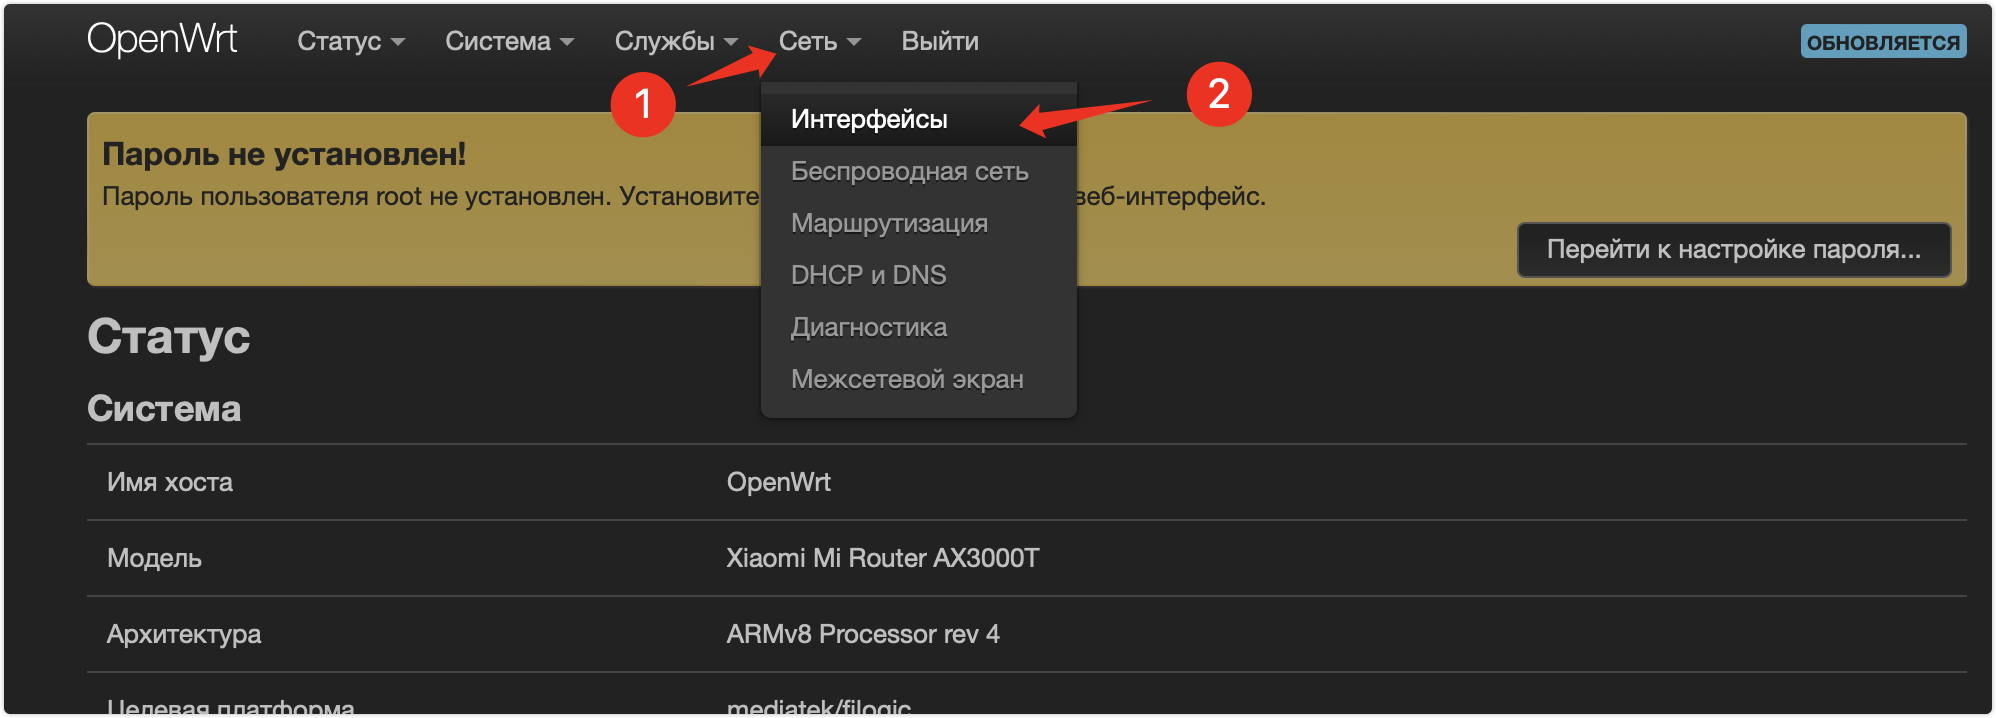 OpenWrt Статус Система Службы Сеть Выйти ОБНОВЛЯЕТСЯ
1
2
Интерфейсы
Беспроводная сеть
Маршрутизация
DHCP и DNS
Диагностика
Межсетевой экран
Пароль не установлен!
Пароль пользователя root не установлен. Установите веб-интерфейс.
Перейти к настройке пароля...
Статус
Система
Имя хоста OpenWrt
Модель Xiaomi Mi Router AX3000T
Архитектура ARMv8 Processor rev 4
Целевая платформа mediatek/filogic